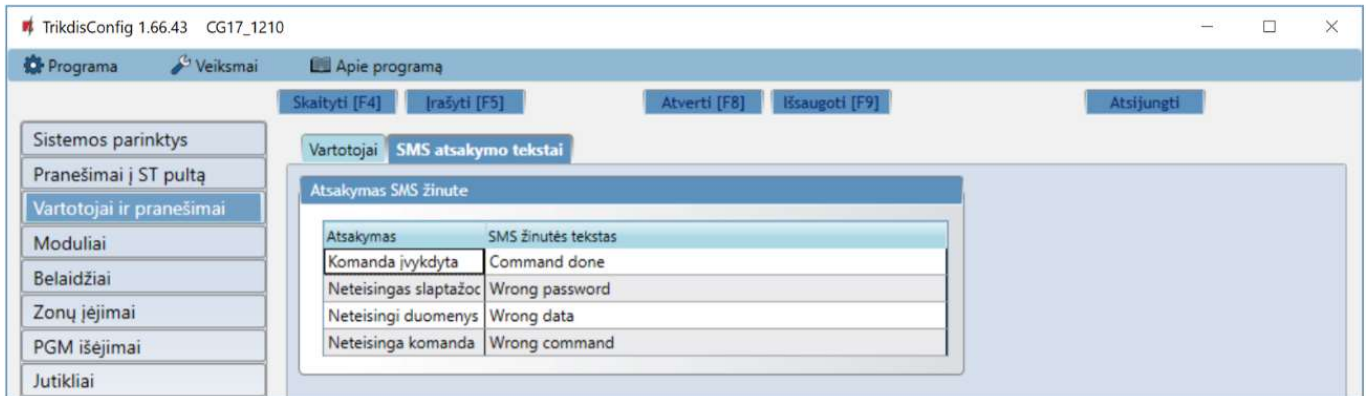 TrikdisConfig 1.66.43 CG17_1210
Programa Veiksmai Apie programą
Skaityti [F4] Įrašyti [F5] Atverti [F8] Išsaugoti [F9] Atsijungti
Sistemos parinktys
Pranešimai į ST pultą
Vartotojai ir pranešimai
Moduliai
Belaidžiai
Zonų įėjimai
PGM išėjimai
Jutikliai
Vartotojai SMS atsakymo tekstai
Atsakymas SMS žinute
Atsakymas SMS žinutės tekstas
Komanda įvykdyta Command done
Neteisingas slaptažoc Wrong password
Neteisingi duomenys Wrong data
Neteisinga komanda Wrong command